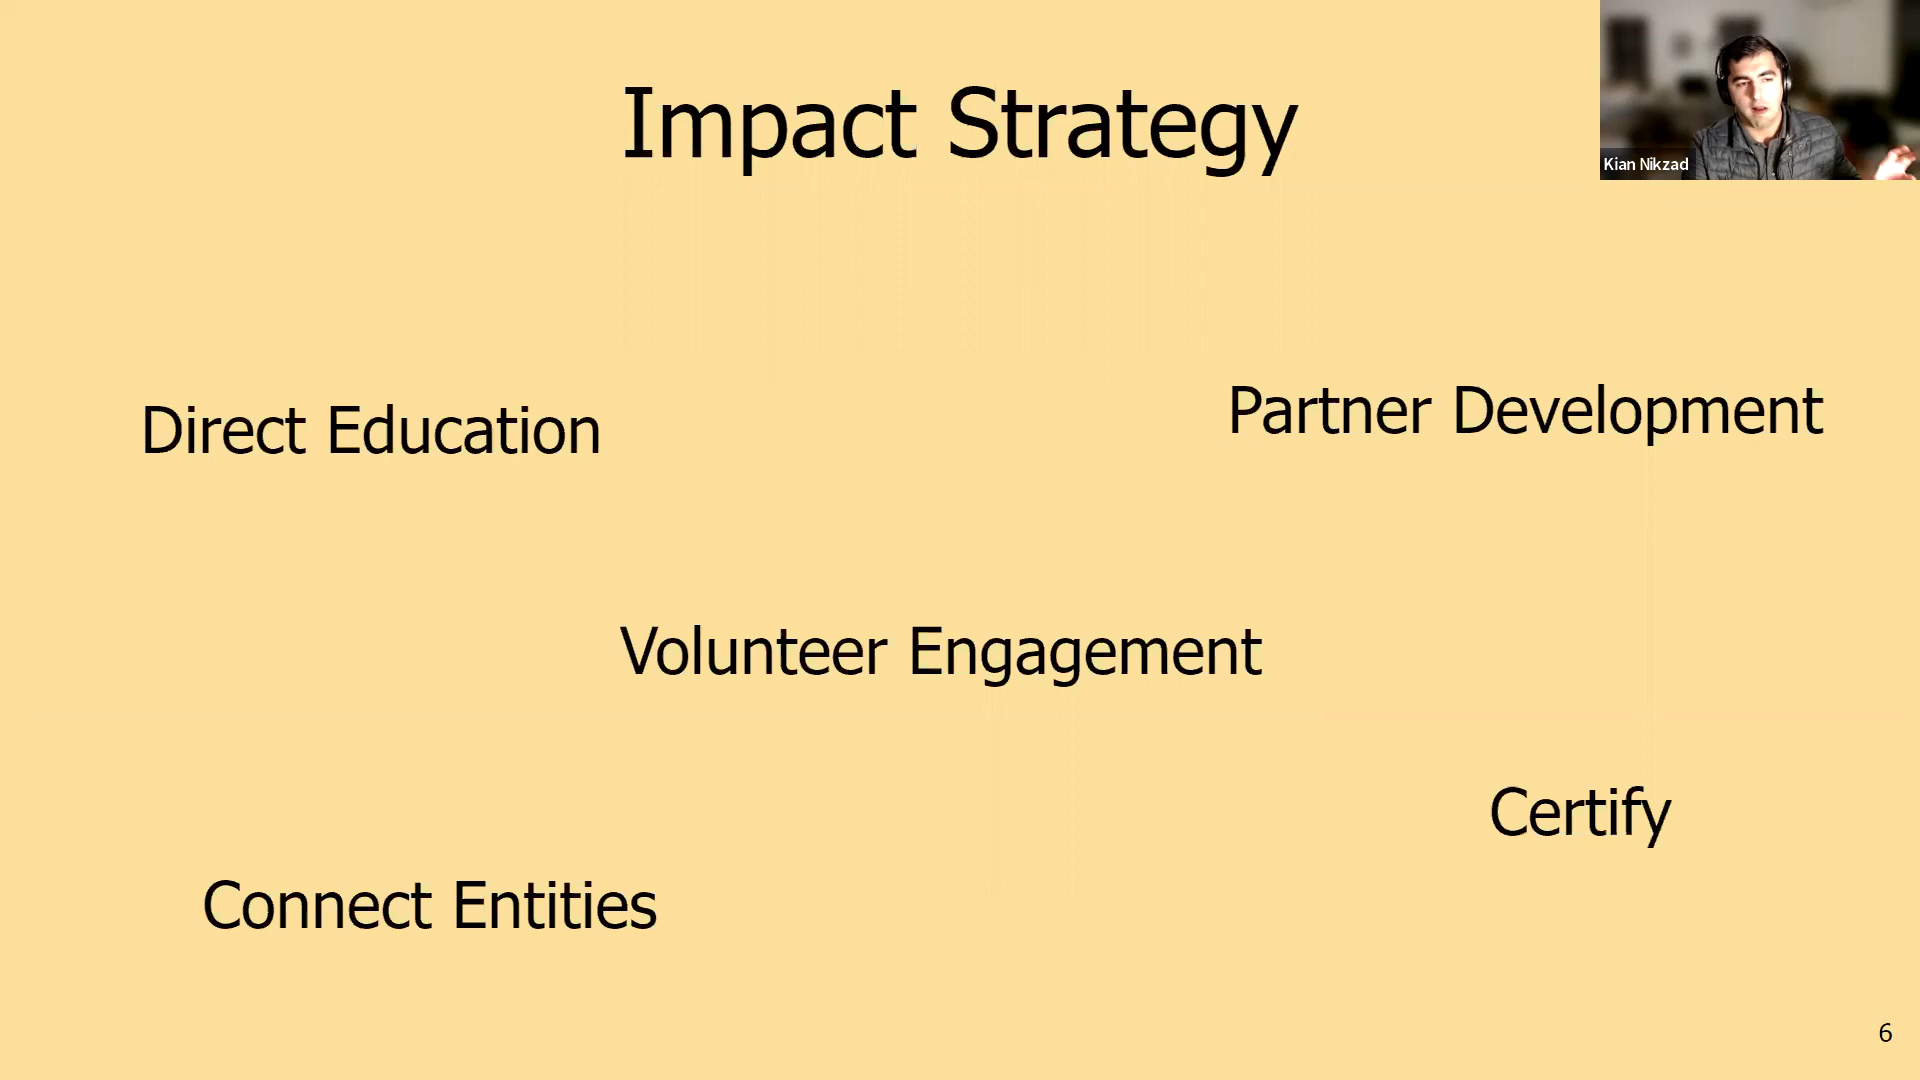 Impact Strategy
Kian Nikzad
Direct Education
Partner Development
Volunteer Engagement
Certify
Connect Entities
6